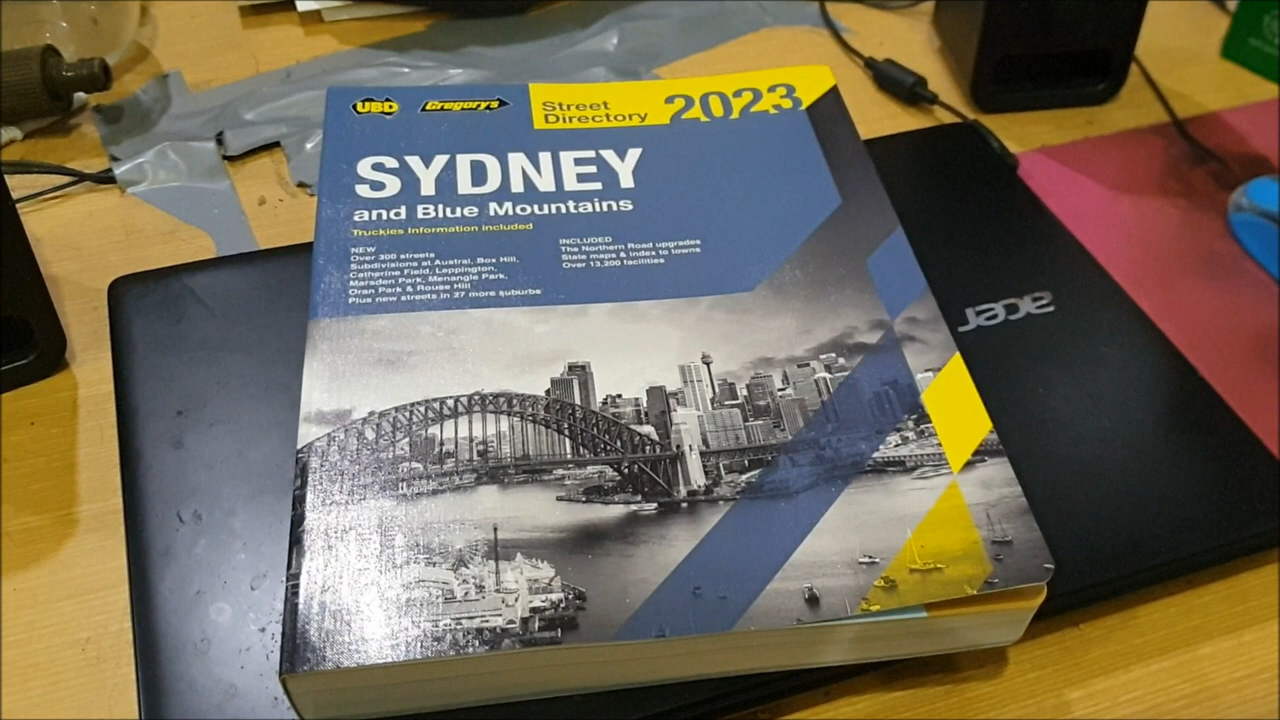 UBD
Gregory's
Street
Directory
2023
SYDNEY
and Blue Mountains
Truckies Information included
NEW
Over 300 streets
Subdivisions at Austral, Box Hill,
Catherine Field, Leppington,
Marsden Park, Menangle Park,
Oran Park & Rouse Hill
Plus new streets in 27 more suburbs
INCLUDED
The Northern Road upgrades
State maps & index to towns
Over 13,200 facilities
acer